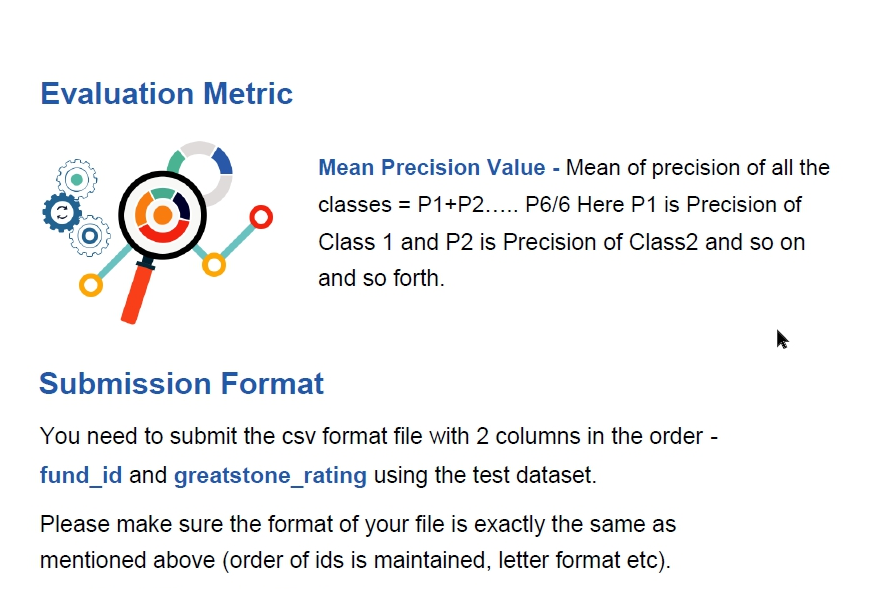 Evaluation Metric
Mean Precision Value - Mean of precision of all the
classes = P1+P2..... P6/6 Here P1 is Precision of
Class 1 and P2 is Precision of Class2 and so on
and so forth.
Submission Format
You need to submit the csv format file with 2 columns in the order -
fund_id and greatstone_rating using the test dataset.
Please make sure the format of your file is exactly the same as
mentioned above (order of ids is maintained, letter format etc).